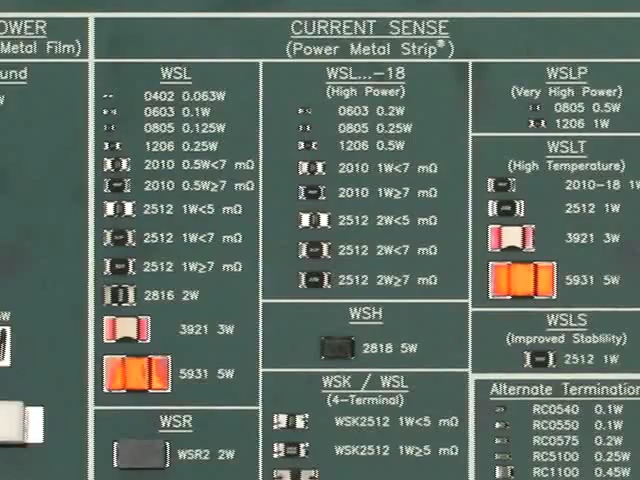 OWER
Metal Film)
ound
W
CURRENT SENSE
(Power Metal Strip®)
WSL
0402 0.063W
0603 0.1W
0805 0.125W
1206 0.25W
2010 0.5W<7 mΩ
2010 0.5W≥7 mΩ
2512 1W<5 mΩ
2512 1W<7 mΩ
2512 1W≥7 mΩ
2816 2W
3921 3W
5931 5W
WSR
WSR2 2W
WSL...-18
(High Power)
0603 0.2W
0805 0.25W
1206 0.5W
2010 1W<7 mΩ
2010 1W≥7 mΩ
2512 2W<5 mΩ
2512 2W<7 mΩ
2512 2W≥7 mΩ
WSH
2818 5W
WSK / WSL
(4-Terminal)
WSK2512 1W<5 mΩ
WSK2512 1W≥5 mΩ
WSLP
(Very High Power)
0805 0.5W
1206 1W
WSLT
(High Temperature)
2010-18 1W
2512 1W
3921 3W
5931 5W
WSLS
(Improved Stablility)
2512 1W
Alternate Termination
RC0540 0.1W
RC0550 0.1W
RC0575 0.2W
RC5100 0.25W
RC1100 0.45W